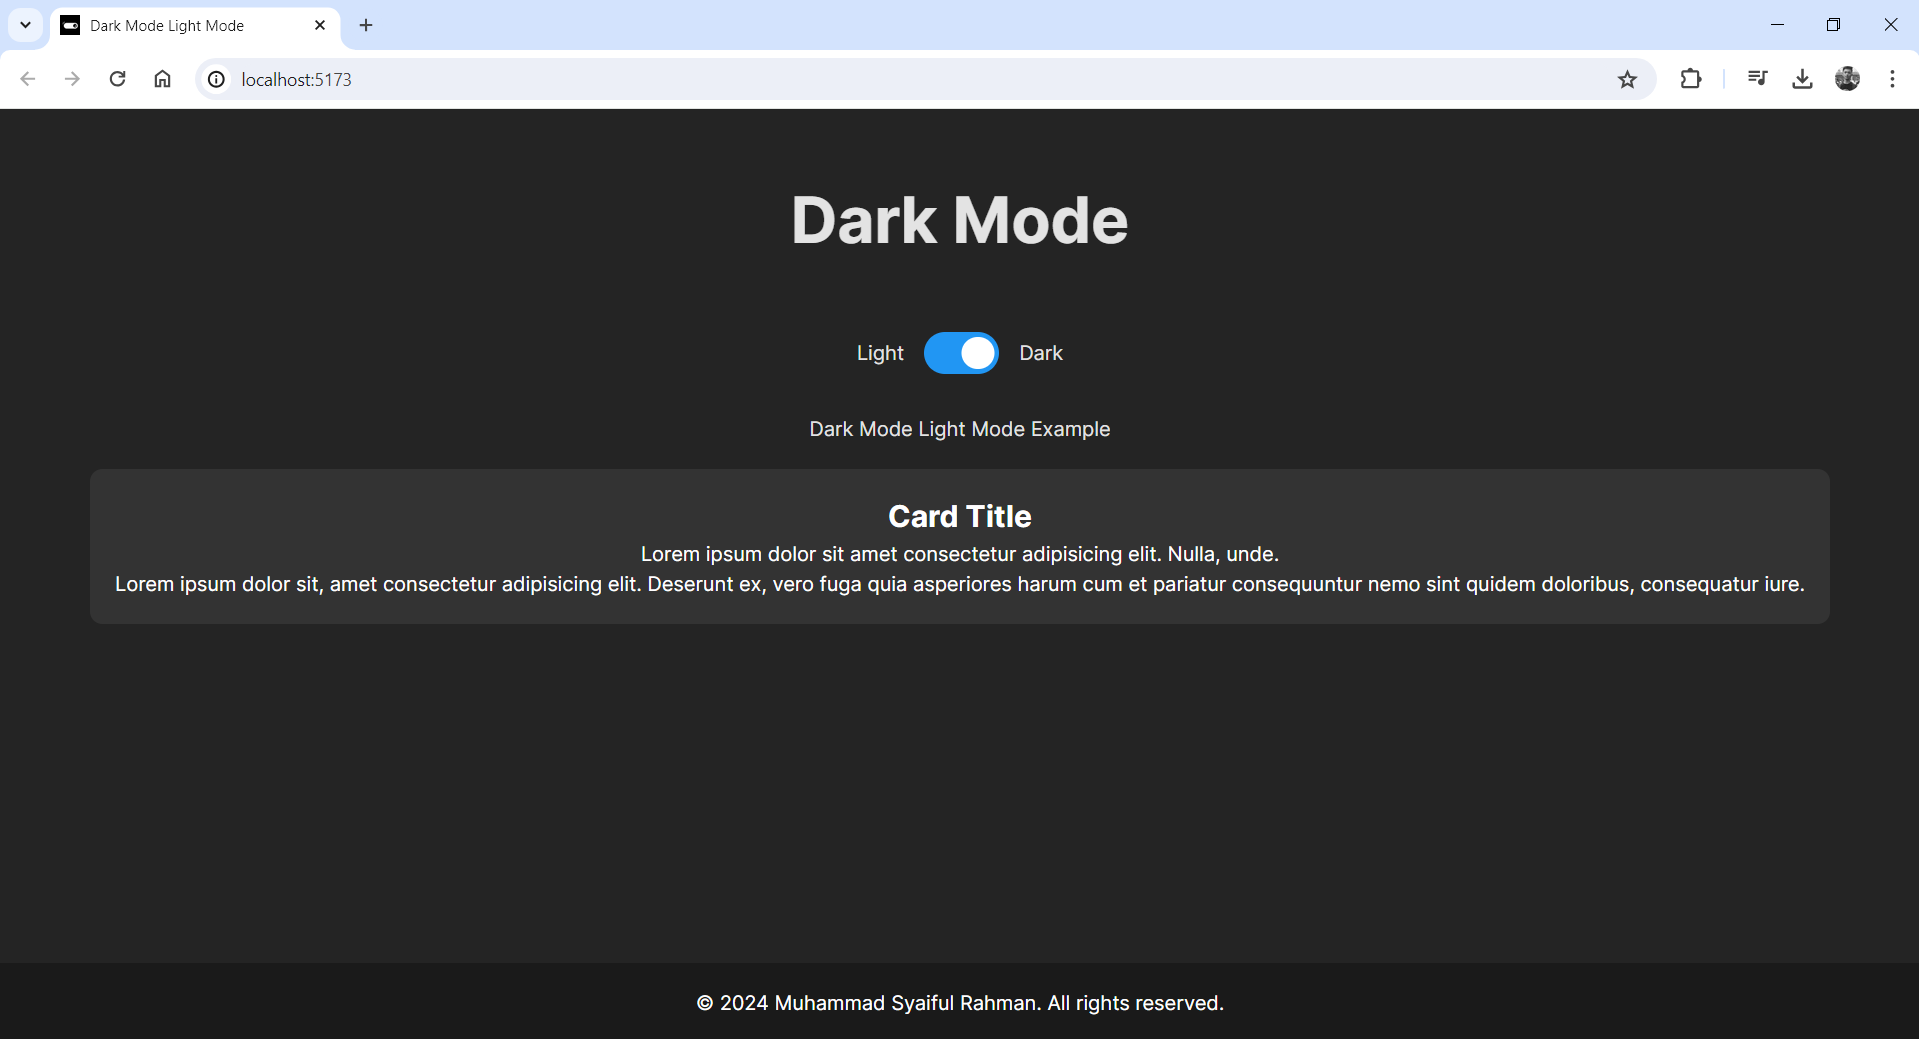 Dark Mode Light Mode
localhost:5173
Dark Mode
Light
Dark
Dark Mode Light Mode Example
Card Title
Lorem ipsum dolor sit amet consectetur adipisicing elit. Nulla, unde.
Lorem ipsum dolor sit, amet consectetur adipisicing elit. Deserunt ex, vero fuga quia asperiores harum cum et pariatur consequuntur nemo sint quidem doloribus, consequatur iure.
© 2024 Muhammad Syaiful Rahman. All rights reserved.